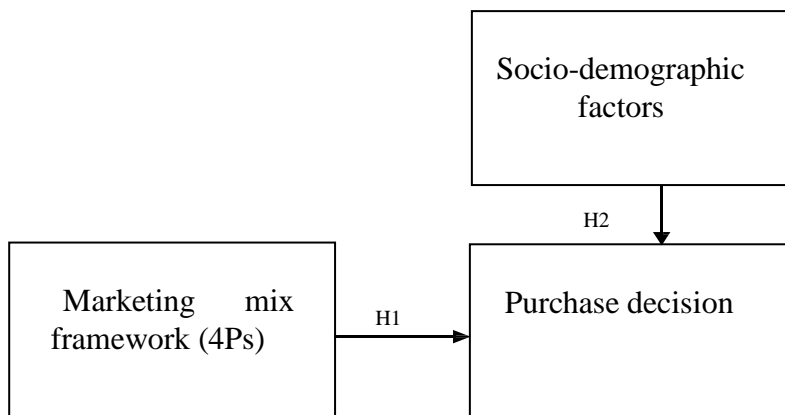 Socio-demographic
factors
H2
Marketing mix
framework (4Ps)
H1
Purchase decision